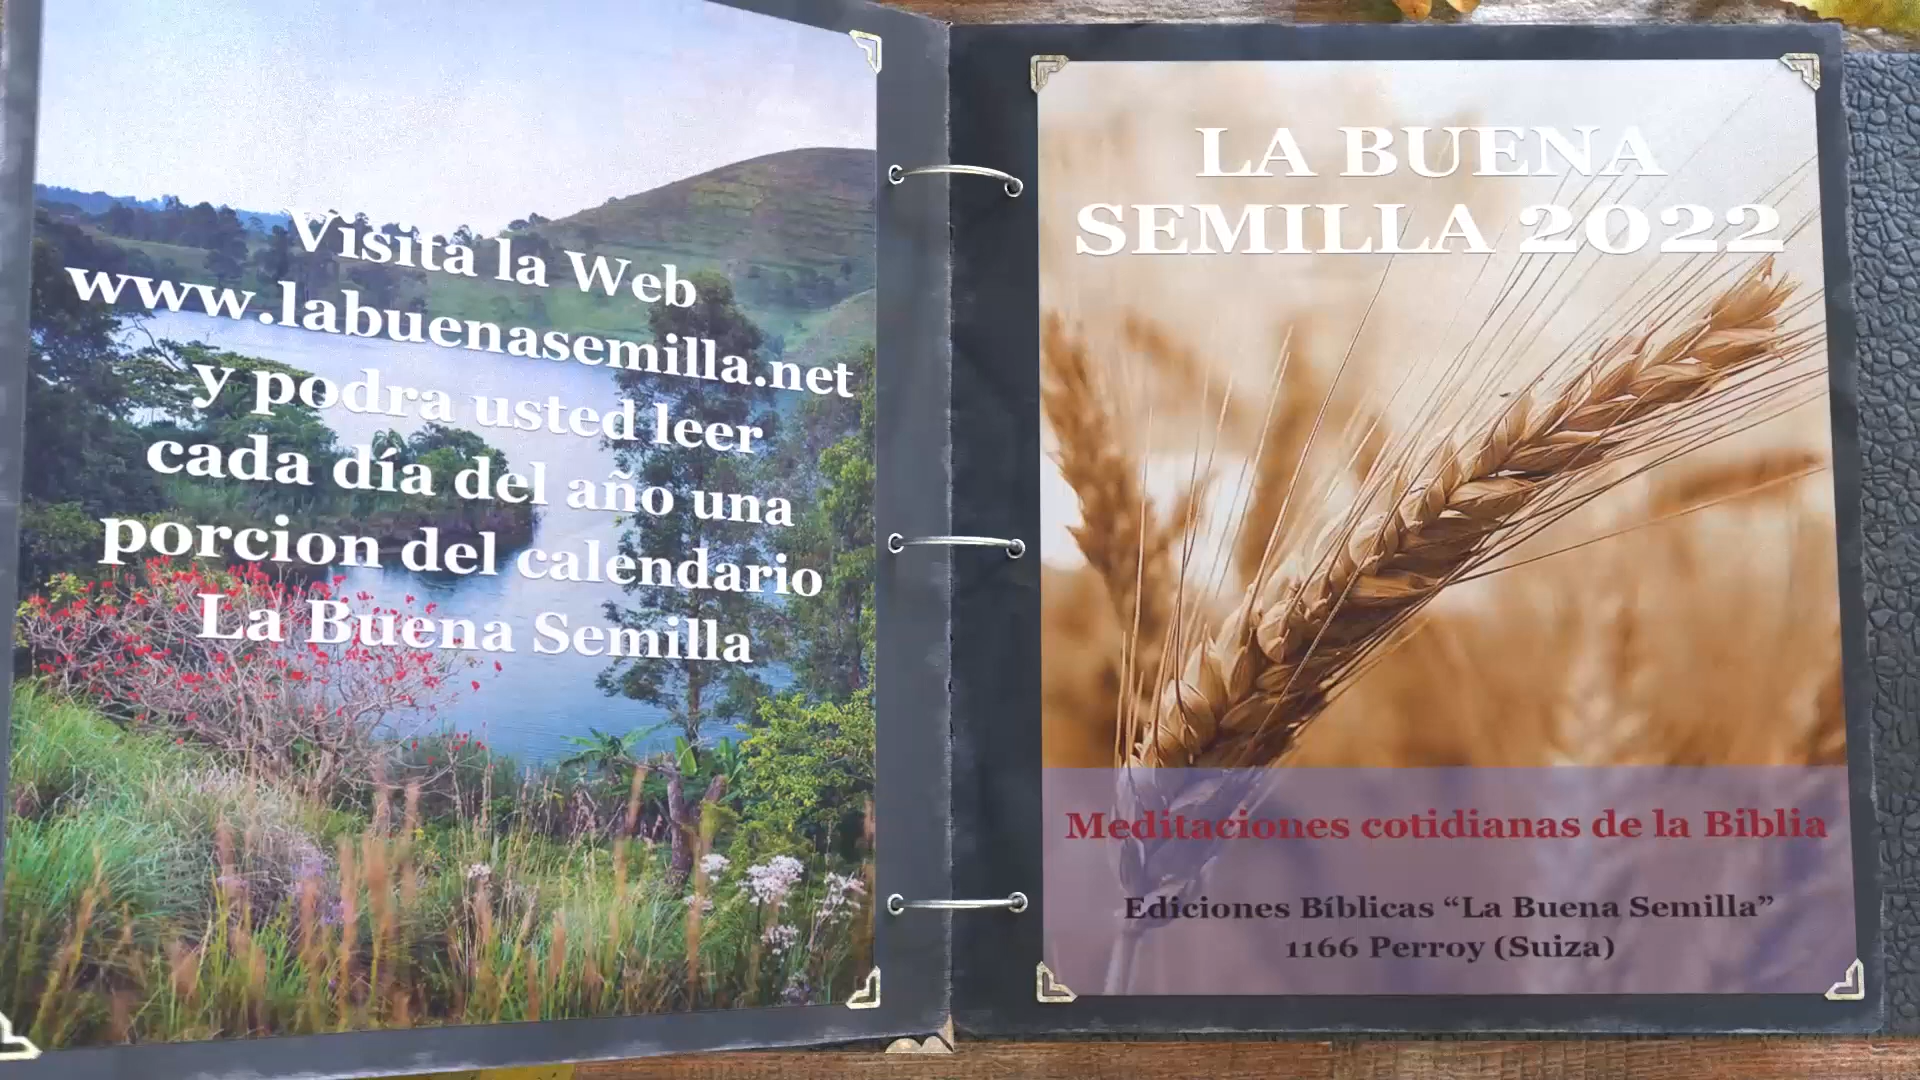 Visita la Web
www.labuenasemilla.net
y podra usted leer
cada día del año una
porcion del calendario
La Buena Semilla
LA BUENA
SEMILLA 2022
Meditaciones cotidianas de la Biblia
Ediciones Bíblicas “La Buena Semilla”
1166 Perroy (Suiza)